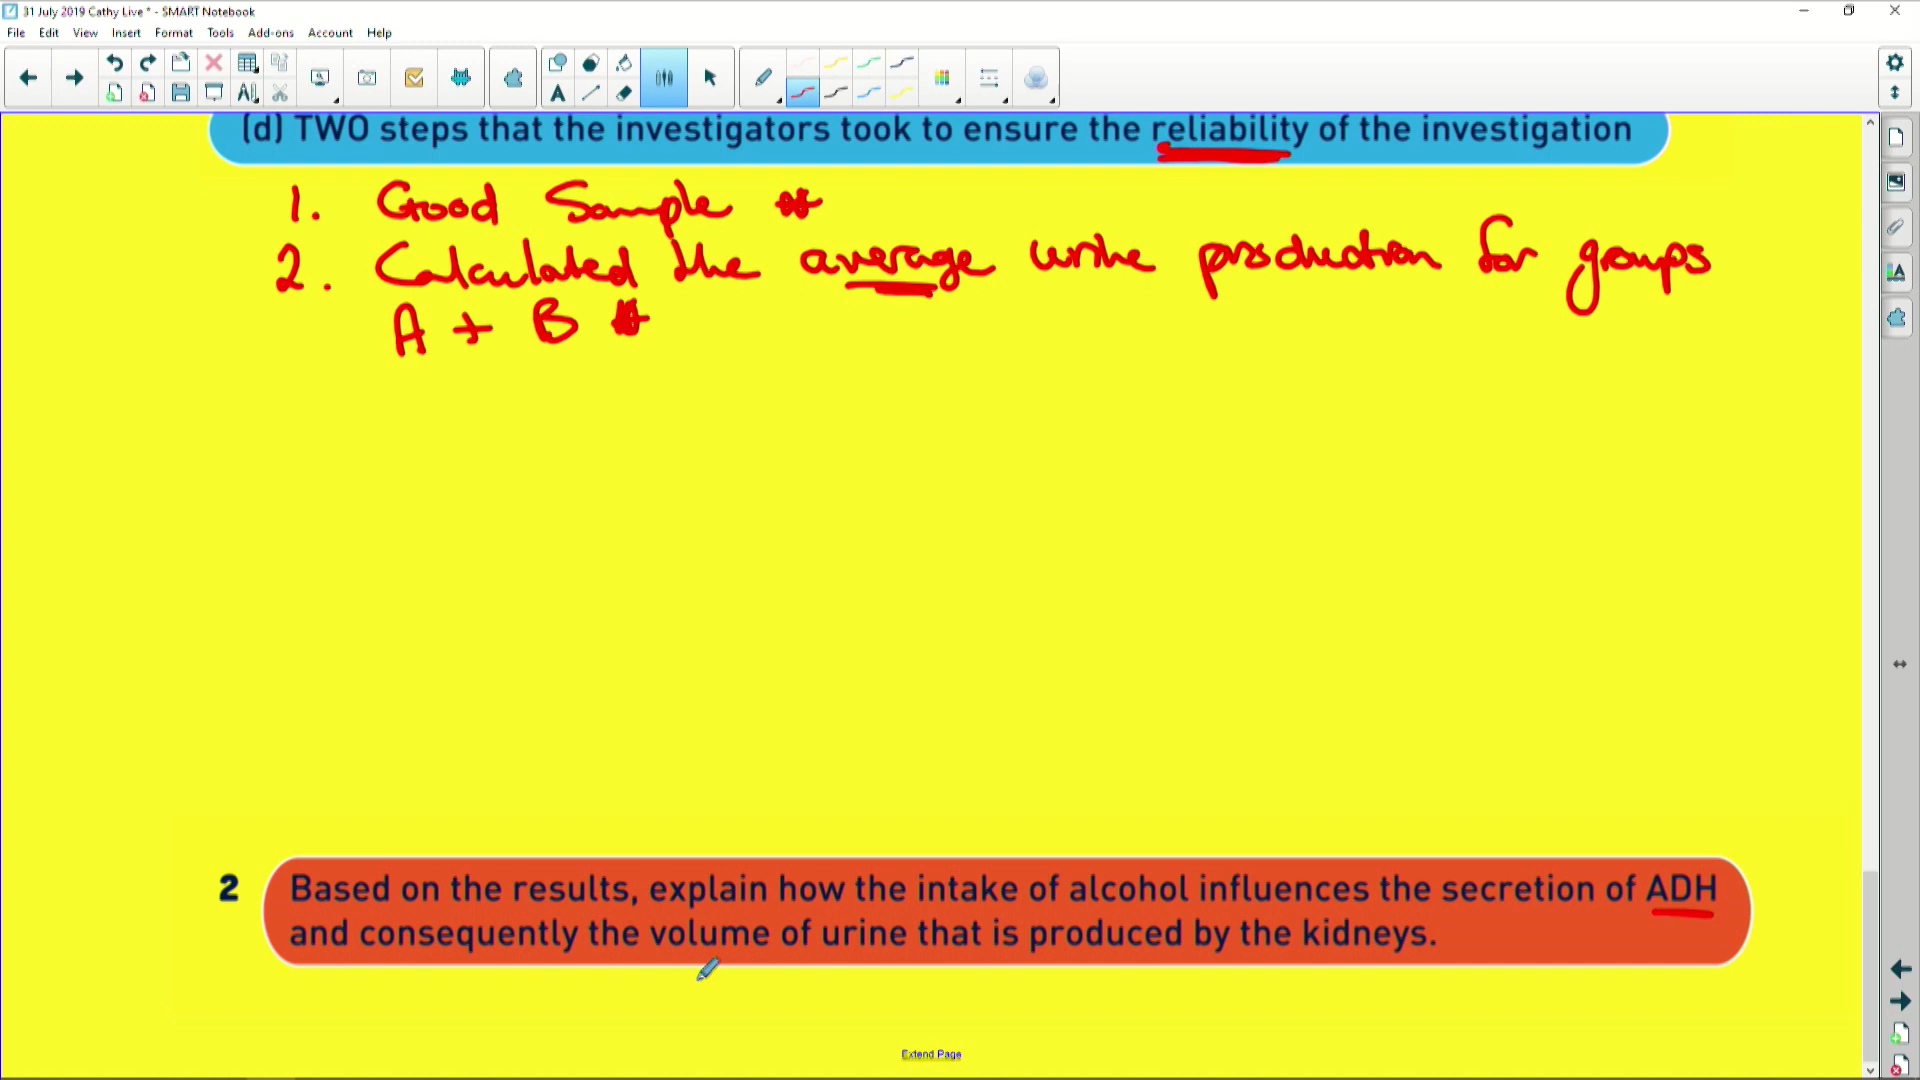 31 July 2019 Cathy Live * - SMART Notebook
File Edit View Insert Format Tools Add-ons Account Help
(d) TWO steps that the investigators took to ensure the reliability of the investigation
1. Good Sample
2. Calculated the average urine production for groups
A + B
2 Based on the results, explain how the intake of alcohol influences the secretion of ADH
and consequently the volume of urine that is produced by the kidneys.
Extend Page